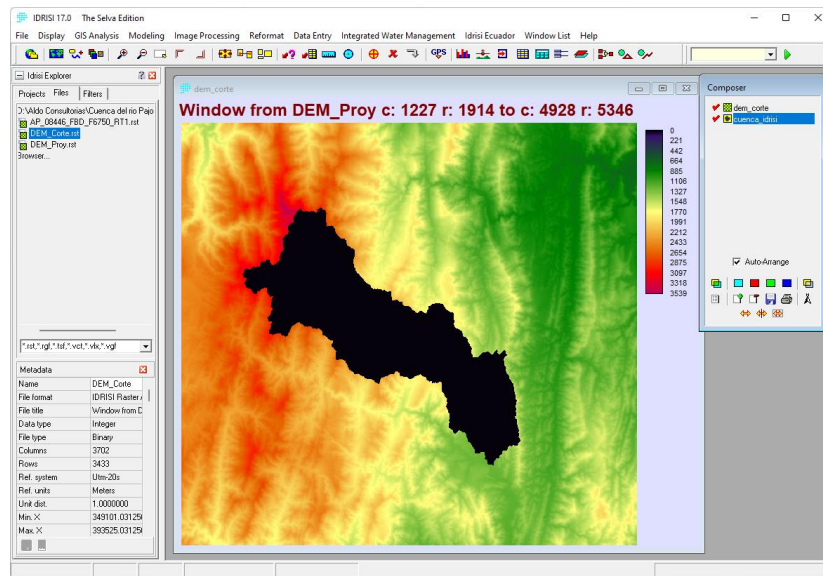 IDRISI 17.0 The Selva Edition
File Display GIS Analysis Modeling Image Processing Reformat Data Entry Integrated Water Management Idrisi Ecuador Window List Help
GPS
Idrisi Explorer
Projects Files Filters
D:\Aldo Consultorias\Cuenca del rio Pajo
AP_08446_FBD_F6750_RT1.rst
DEM_Corte.rst
DEM_Proy.rst
Browser...
*.rst,*.rgf,*.tsf,*.vct,*.vlx,*.vgf
Metadata
Name DEM_Corte
File format IDRISI Raster
File title Window from D
Data type Integer
File type Binary
Columns 3702
Rows 3433
Ref. system Utm-20s
Ref. units Meters
Unit dist. 1.0000000
Min. X 349101.031250
Max. X 393525.031250
dem_corte
Window from DEM_Proy c: 1227 r: 1914 to c: 4928 r: 5346
0
221
442
664
885
1106
1327
1548
1770
1991
2212
2433
2654
2875
3097
3318
3539
Composer
dem_corte
cuenca_idrisi
Auto-Arrange